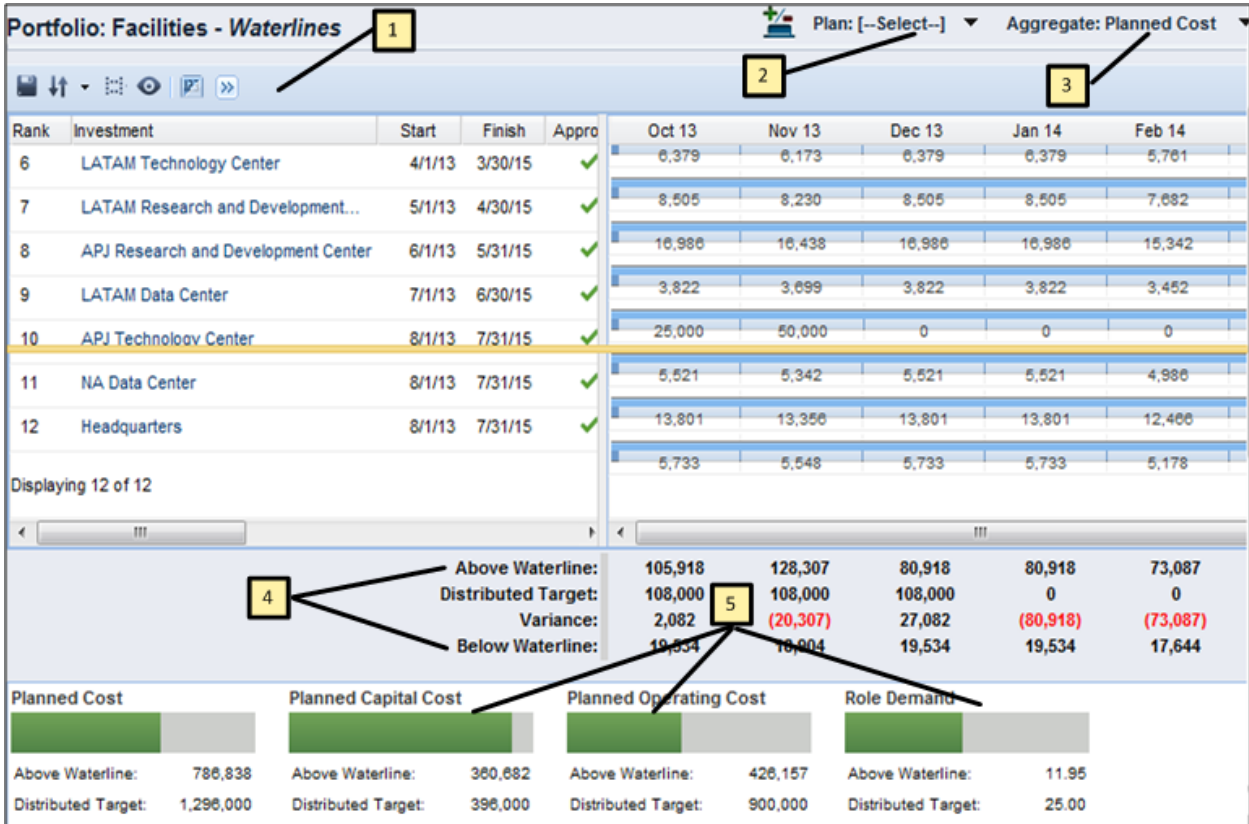 Portfolio: Facilities - Waterlines
1
Plan: [--Select--]
Aggregate: Planned Cost
2
3
Rank Investment Start Finish Appro Oct 13 Nov 13 Dec 13 Jan 14 Feb 14
6 LATAM Technology Center 4/1/13 3/30/15 6,379 6,173 6,379 6,379 5,761
7 LATAM Research and Development... 5/1/13 4/30/15 8,505 8,230 8,505 8,505 7,682
8 APJ Research and Development Center 6/1/13 5/31/15 16,986 16,438 16,986 16,986 15,342
9 LATAM Data Center 7/1/13 6/30/15 3,822 3,699 3,822 3,822 3,452
10 APJ Technology Center 8/1/13 7/31/15 25,000 50,000 0 0 0
11 NA Data Center 8/1/13 7/31/15 5,521 5,342 5,521 5,521 4,986
12 Headquarters 8/1/13 7/31/15 13,801 13,356 13,801 13,801 12,466
5,733 5,548 5,733 5,733 5,178
Displaying 12 of 12
4
5
Above Waterline: 105,918 128,307 80,918 80,918 73,087
Distributed Target: 108,000 108,000 108,000 0 0
Variance: 2,082 (20,307) 27,082 (80,918) (73,087)
Below Waterline: 19,534 18,904 19,534 19,534 17,644
Planned Cost Planned Capital Cost Planned Operating Cost Role Demand
Above Waterline: 786,838 Above Waterline: 360,682 Above Waterline: 426,157 Above Waterline: 11.95
Distributed Target: 1,296,000 Distributed Target: 396,000 Distributed Target: 900,000 Distributed Target: 25.00